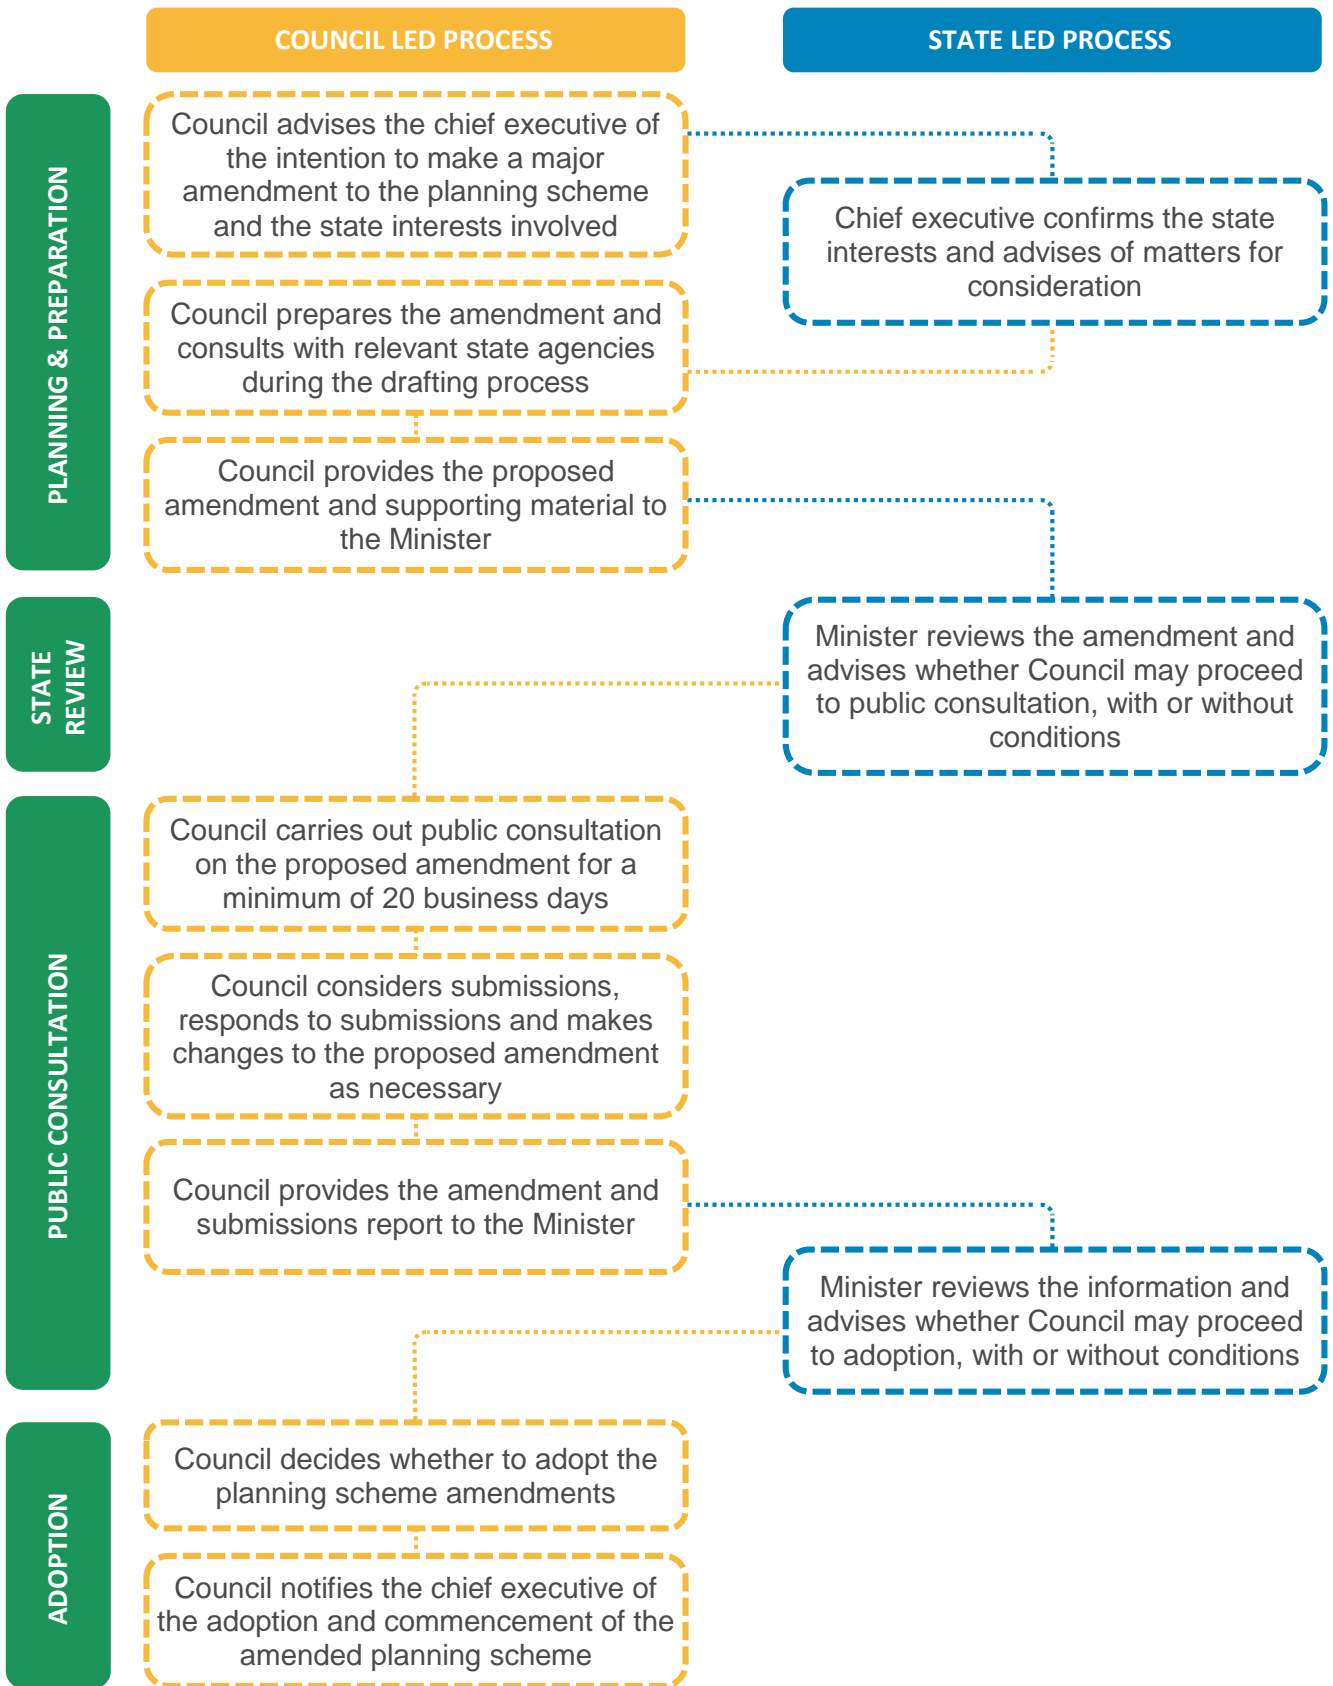 COUNCIL LED PROCESS
STATE LED PROCESS
PLANNING & PREPARATION
Council advises the chief executive of
the intention to make a major
amendment to the planning scheme
and the state interests involved
Chief executive confirms the state
interests and advises of matters for
consideration
Council prepares the amendment and
consults with relevant state agencies
during the drafting process
Council provides the proposed
amendment and supporting material to
the Minister
STATE
REVIEW
Minister reviews the amendment and
advises whether Council may proceed
to public consultation, with or without
conditions
PUBLIC CONSULTATION
Council carries out public consultation
on the proposed amendment for a
minimum of 20 business days
Council considers submissions,
responds to submissions and makes
changes to the proposed amendment
as necessary
Council provides the amendment and
submissions report to the Minister
Minister reviews the information and
advises whether Council may proceed
to adoption, with or without conditions
ADOPTION
Council decides whether to adopt the
planning scheme amendments
Council notifies the chief executive of
the adoption and commencement of the
amended planning scheme